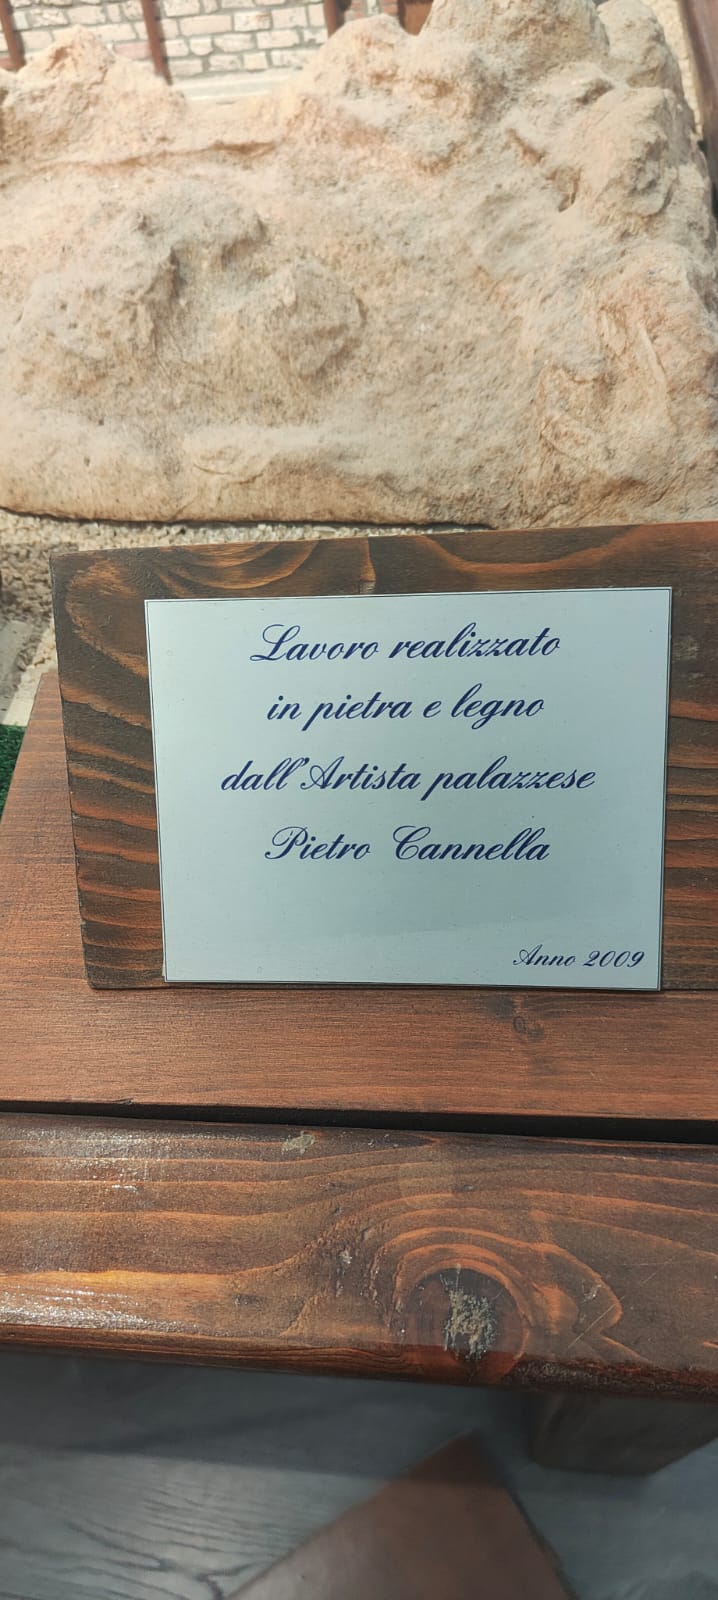 Lavoro realizzato
in pietra e legno
dall'Artista palazzese
Pietro Cannella
Anno 2009